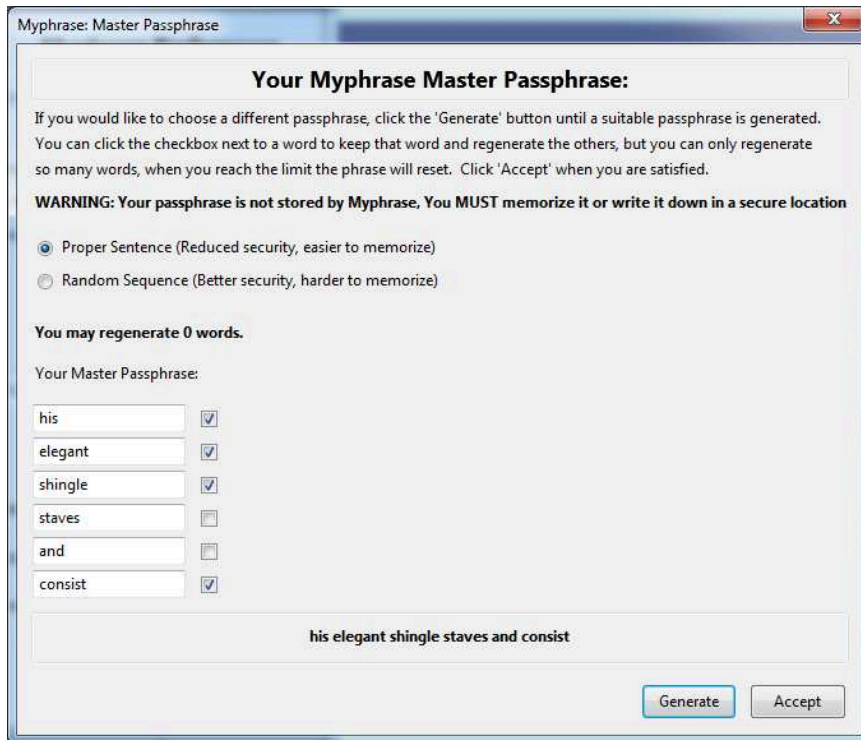 Myphrase: Master Passphrase
Your Myphrase Master Passphrase:
If you would like to choose a different passphrase, click the 'Generate' button until a suitable passphrase is generated.
You can click the checkbox next to a word to keep that word and regenerate the others, but you can only regenerate
so many words, when you reach the limit the phrase will reset. Click 'Accept' when you are satisfied.
WARNING: Your passphrase is not stored by Myphrase, You MUST memorize it or write it down in a secure location
Proper Sentence (Reduced security, easier to memorize)
Random Sequence (Better security, harder to memorize)
You may regenerate 0 words.
Your Master Passphrase:
his
elegant
shingle
staves
and
consist
his elegant shingle staves and consist
Generate Accept